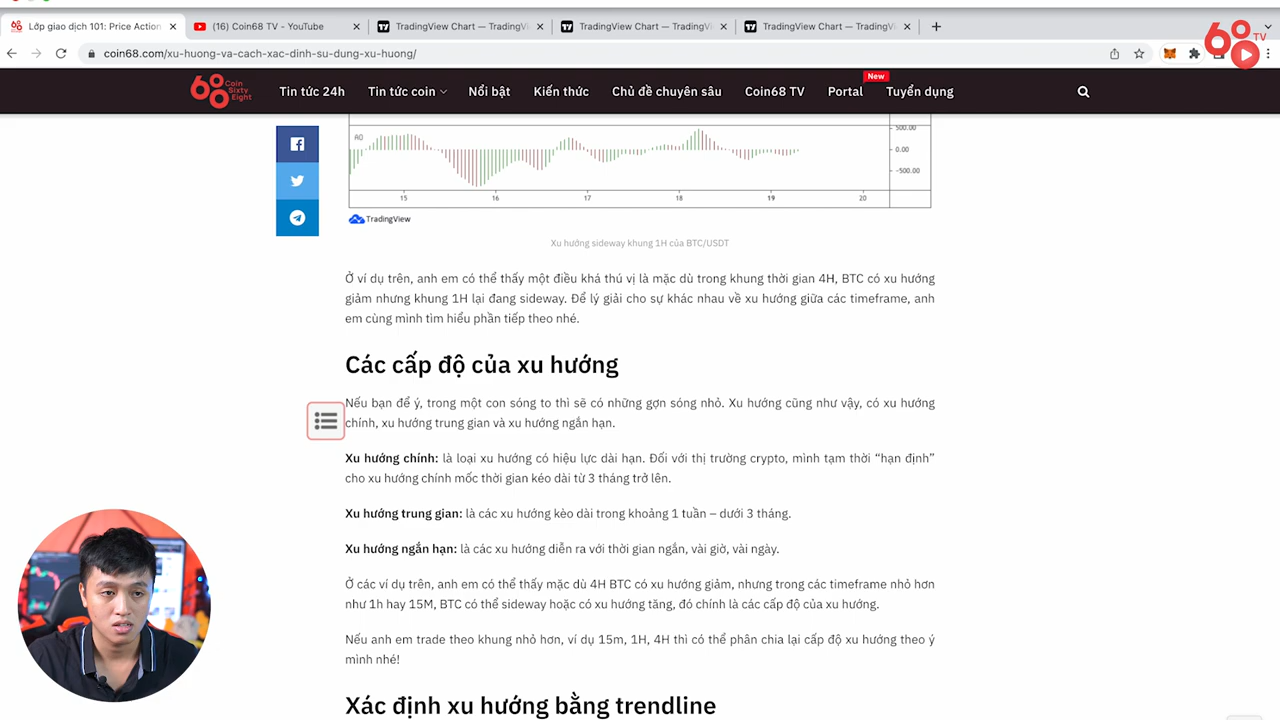 Lớp giao dịch 101: Price Action
(16) Coin68 TV - YouTube
TradingView Chart — TradingVi
TradingView Chart — TradingVi
TradingView Chart — TradingVi
68 TV
coin68.com/xu-huong-va-cach-xac-dinh-su-dung-xu-huong/
68 Coin Sixty Eight
Tin tức 24h
Tin tức coin
Nổi bật
Kiến thức
Chủ đề chuyên sâu
Coin68 TV
Portal
New
Tuyển dụng
AO
500.00
0.00
-500.00
15 16 17 18 19 20
TradingView
Xu hướng sideway khung 1H của BTC/USDT
Ở ví dụ trên, anh em có thể thấy một điều khá thú vị là mặc dù trong khung thời gian 4H, BTC có xu hướng
giảm nhưng khung 1H lại đang sideway. Để lý giải cho sự khác nhau về xu hướng giữa các timeframe, anh
em cùng mình tìm hiểu phần tiếp theo nhé.
Các cấp độ của xu hướng
Nếu bạn để ý, trong một con sóng to thì sẽ có những gợn sóng nhỏ. Xu hướng cũng như vậy, có xu hướng
chính, xu hướng trung gian và xu hướng ngắn hạn.
Xu hướng chính: là loại xu hướng có hiệu lực dài hạn. Đối với thị trường crypto, mình tạm thời “hạn định”
cho xu hướng chính mốc thời gian kéo dài từ 3 tháng trở lên.
Xu hướng trung gian: là các xu hướng kèo dài trong khoảng 1 tuần – dưới 3 tháng.
Xu hướng ngắn hạn: là các xu hướng diễn ra với thời gian ngắn, vài giờ, vài ngày.
Ở các ví dụ trên, anh em có thể thấy mặc dù 4H BTC có xu hướng giảm, nhưng trong các timeframe nhỏ hơn
như 1h hay 15M, BTC có thể sideway hoặc có xu hướng tăng, đó chính là các cấp độ của xu hướng.
Nếu anh em trade theo khung nhỏ hơn, ví dụ 15m, 1H, 4H thì có thể phân chia lại cấp độ xu hướng theo ý
mình nhé!
Xác định xu hướng bằng trendline